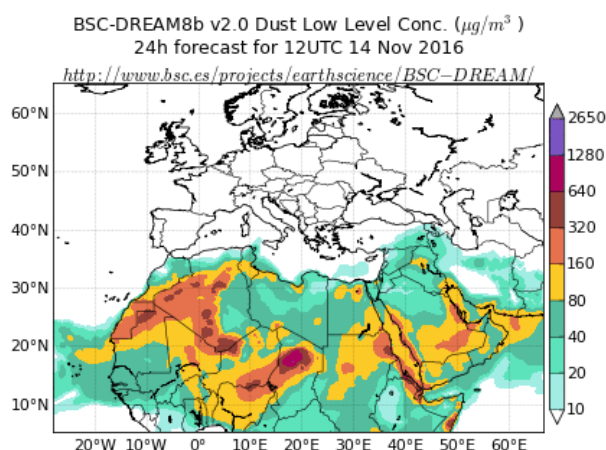 BSC-DREAM8b v2.0 Dust Low Level Conc. (μg/m³ )
24h forecast for 12UTC 14 Nov 2016
http://www.bsc.es/projects/earthscience/BSC−DREAM/
60°N
50°N
40°N
30°N
20°N
10°N
20°W 10°W 0° 10°E 20°E 30°E 40°E 50°E 60°E
2650
1280
640
320
160
80
40
20
10